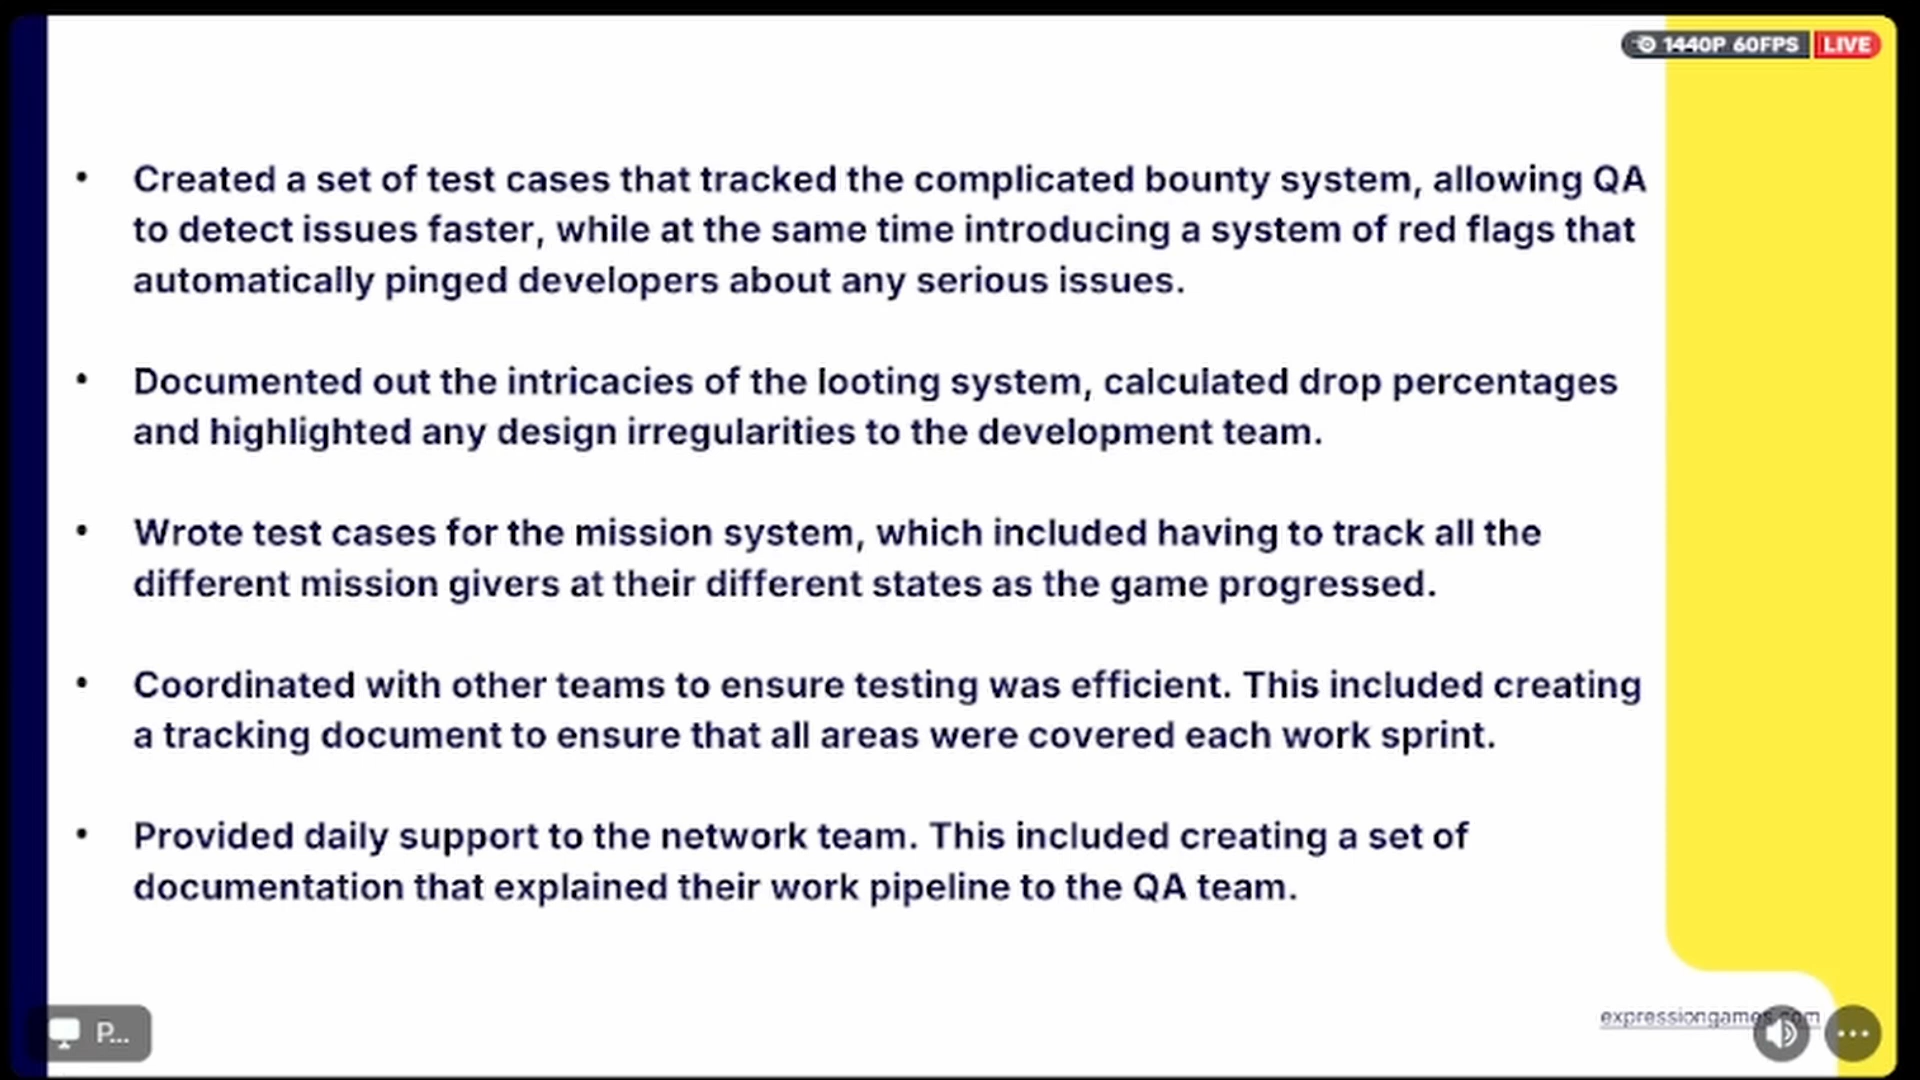 1440P 60FPS LIVE
• Created a set of test cases that tracked the complicated bounty system, allowing QA
to detect issues faster, while at the same time introducing a system of red flags that
automatically pinged developers about any serious issues.
• Documented out the intricacies of the looting system, calculated drop percentages
and highlighted any design irregularities to the development team.
• Wrote test cases for the mission system, which included having to track all the
different mission givers at their different states as the game progressed.
• Coordinated with other teams to ensure testing was efficient. This included creating
a tracking document to ensure that all areas were covered each work sprint.
• Provided daily support to the network team. This included creating a set of
documentation that explained their work pipeline to the QA team.
expressiongames.com
P...